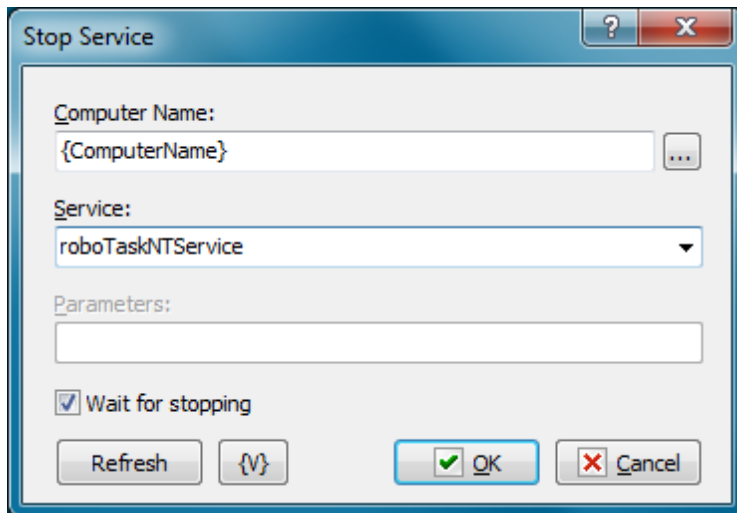 Stop Service
?
X
Computer Name:
{ComputerName}
...
Service:
roboTaskNTService
Parameters:
Wait for stopping
Refresh {V} OK Cancel